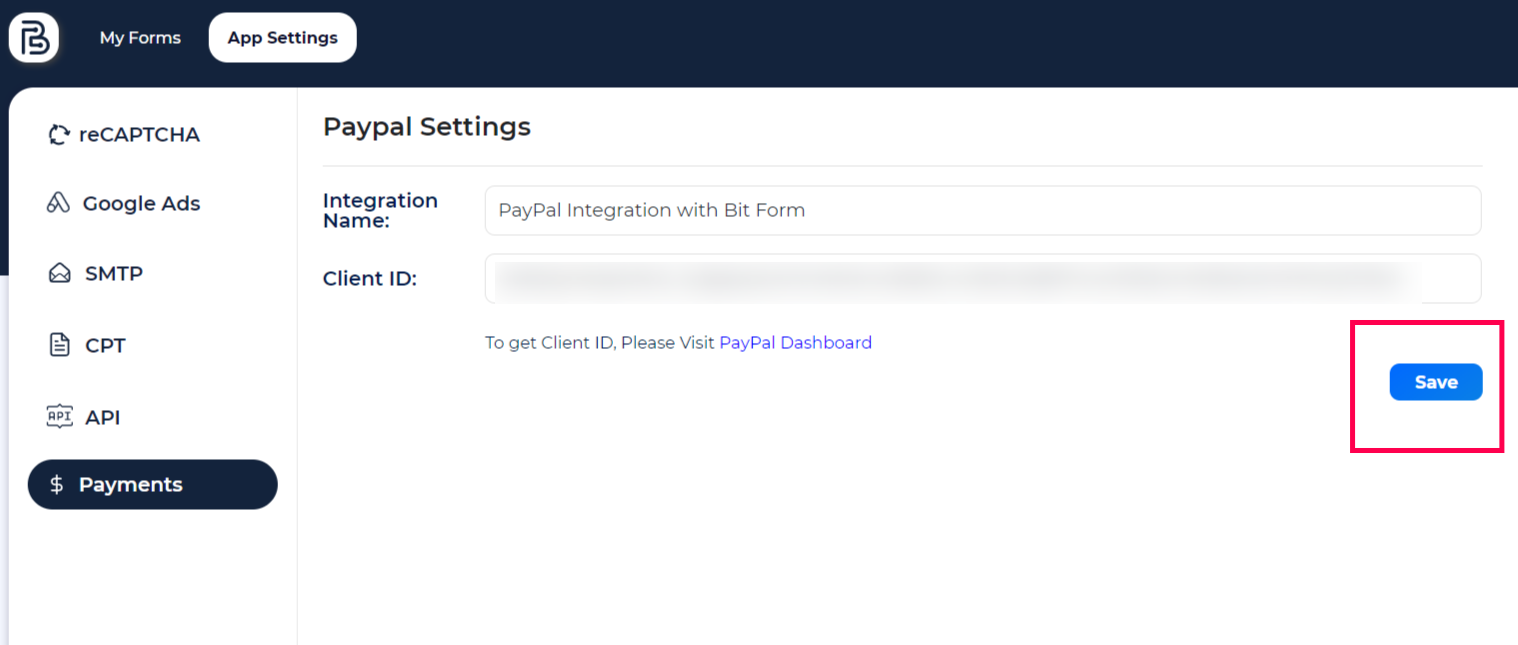 My Forms
App Settings
reCAPTCHA
Google Ads
SMTP
CPT
API
API
Payments
Paypal Settings
Integration
Name:
PayPal Integration with Bit Form
Client ID:
To get Client ID, Please Visit PayPal Dashboard
Save